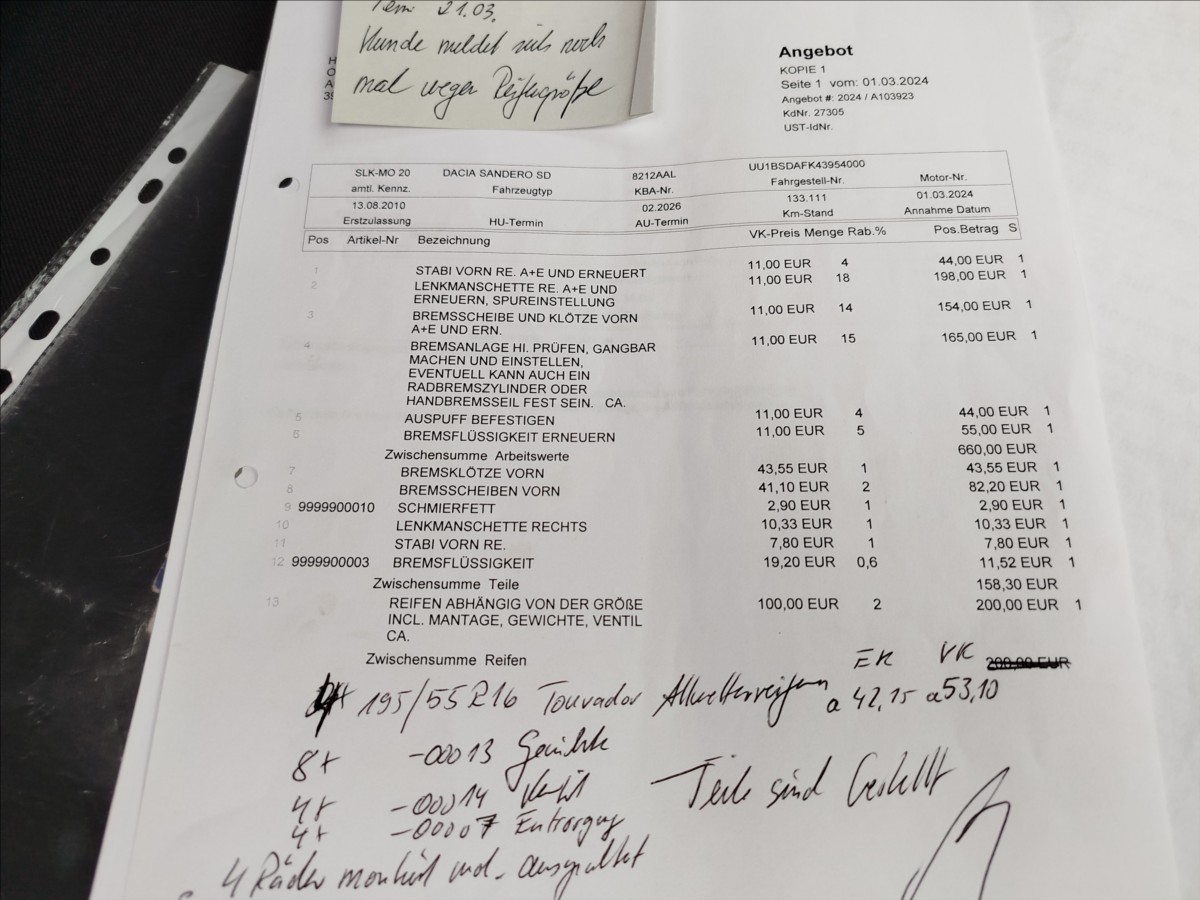 Term 21.03.
Kunde meldet sich noch
mal wegen Reifengröße
H
O
A
39
Angebot
KOPIE 1
Seite 1 vom: 01.03.2024
Angebot #: 2024 / A103923
KdNr. 27305
UST-IdNr.
SLK-MO 20 DACIA SANDERO SD 8212AAL UU1BSDAFK43954000
amtl. Kennz. Fahrzeugtyp KBA-Nr. Fahrgestell-Nr. Motor-Nr.
13.08.2010 02.2026 133.111 01.03.2024
Erstzulassung HU-Termin AU-Termin Km-Stand Annahme Datum
Pos Artikel-Nr Bezeichnung VK-Preis Menge Rab.% Pos.Betrag S
1 STABI VORN RE. A+E UND ERNEUERT 11,00 EUR 4 44,00 EUR 1
2 LENKMANSCHETTE RE. A+E UND 11,00 EUR 18 198,00 EUR 1
ERNEUERN, SPUREINSTELLUNG
3 BREMSSCHEIBE UND KLÖTZE VORN 11,00 EUR 14 154,00 EUR 1
A+E UND ERN.
4 BREMSANLAGE HI. PRÜFEN, GANGBAR 11,00 EUR 15 165,00 EUR 1
MACHEN UND EINSTELLEN,
EVENTUELL KANN AUCH EIN
RADBREMSZYLINDER ODER
HANDBREMSSEIL FEST SEIN. CA.
5 AUSPUFF BEFESTIGEN 11,00 EUR 4 44,00 EUR 1
6 BREMSFLÜSSIGKEIT ERNEUERN 11,00 EUR 5 55,00 EUR 1
Zwischensumme Arbeitswerte 660,00 EUR
7 BREMSKLÖTZE VORN 43,55 EUR 1 43,55 EUR 1
8 BREMSSCHEIBEN VORN 41,10 EUR 2 82,20 EUR 1
9 9999900010 SCHMIERFETT 2,90 EUR 1 2,90 EUR 1
10 LENKMANSCHETTE RECHTS 10,33 EUR 1 10,33 EUR 1
11 STABI VORN RE. 7,80 EUR 1 7,80 EUR 1
12 9999900003 BREMSFLÜSSIGKEIT 19,20 EUR 0,6 11,52 EUR 1
Zwischensumme Teile 158,30 EUR
13 REIFEN ABHÄNGIG VON DER GRÖßE 100,00 EUR 2 200,00 EUR 1
INCL. MANTAGE, GEWICHTE, VENTIL
CA.
Zwischensumme Reifen 200,00 EUR
EK VK
4x 195/55 R16 Tourador Allwetterreifen a 42,15 a 53,10
8x -00013 Gewichte
4x -00014 Ventil
4x -00007 Entsorgung
Teile sind bestellt
4 Räder montiert und ausgewuchtet